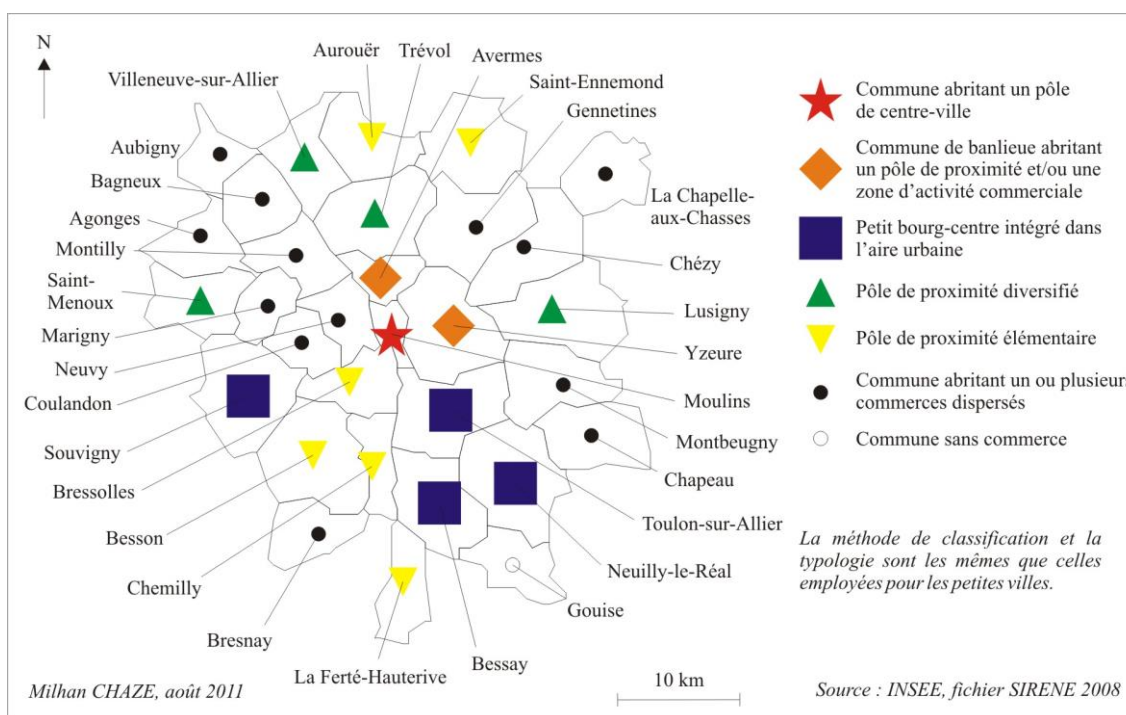 N
Aurouër
Trévol
Avermes
Villeneuve-sur-Allier
Saint-Ennemond
Gennetines
Aubigny
Bagneux
Agonges
Montilly
Saint-
Menoux
Marigny
Neuvy
Coulandon
Souvigny
Bressolles
Besson
Chemilly
Bresnay
La Ferté-Hauterive
Bessay
Gouise
Neuilly-le-Réal
Toulon-sur-Allier
Chapeau
Montbeugny
Moulins
Yzeure
Lusigny
Chézy
La Chapelle-
aux-Chasses
Commune abritant un pôle
de centre-ville
Commune de banlieue abritant
un pôle de proximité et/ou une
zone d'activité commerciale
Petit bourg-centre intégré dans
l'aire urbaine
Pôle de proximité diversifié
Pôle de proximité élémentaire
Commune abritant un ou plusieurs
commerces dispersés
Commune sans commerce
La méthode de classification et la
typologie sont les mêmes que celles
employées pour les petites villes.
10 km
Milhan CHAZE, août 2011
Source : INSEE, fichier SIRENE 2008